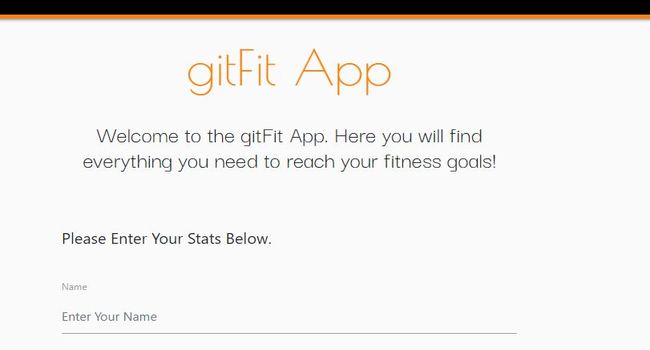 gitFit App
Welcome to the gitFit App. Here you will find
everything you need to reach your fitness goals!
Please Enter Your Stats Below.
Name
Enter Your Name